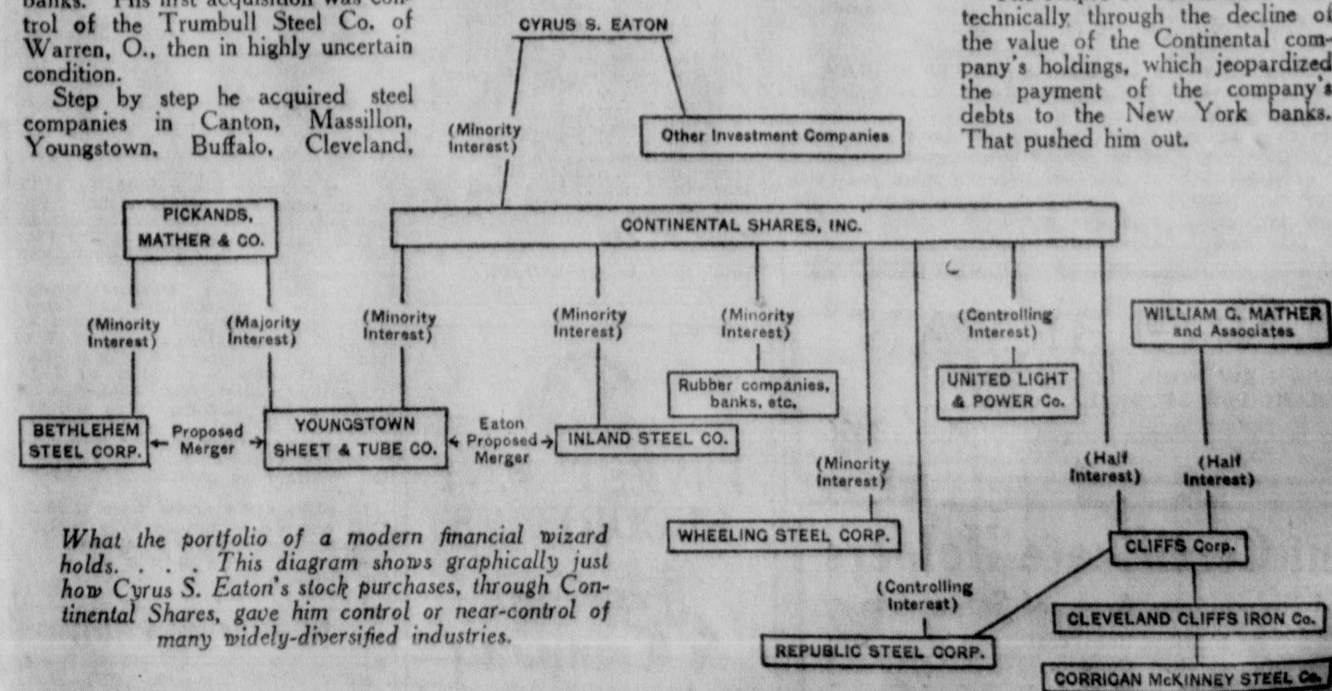 banks. His first acquisition was con-
trol of the Trumbull Steel Co. of
Warren, O., then in highly uncertain
condition.
Step by step he acquired steel
companies in Canton, Massillon,
Youngstown, Buffalo, Cleveland,
CYRUS S. EATON
(Minority
Interest)
Other Investment Companies
technically through the decline of
the value of the Continental com-
pany's holdings, which jeopardized
the payment of the company's
debts to the New York banks.
That pushed him out.
PICKANDS,
MATHER & CO.
CONTINENTAL SHARES, INC.
(Minority
Interest)
(Majority
Interest)
(Minority
Interest)
(Minority
Interest)
(Minority
Interest)
(Controlling
Interest)
WILLIAM G. MATHER
and Associates
Rubber companies,
banks, etc.
UNITED LIGHT
& POWER Co.
BETHLEHEM
STEEL CORP.
Proposed
Merger
YOUNGSTOWN
SHEET & TUBE CO.
Eaton
Proposed
Merger
INLAND STEEL CO.
(Minority
Interest)
(Half
Interest)
(Half
Interest)
WHEELING STEEL CORP.
CLIFFS Corp.
(Controlling
Interest)
CLEVELAND CLIFFS IRON Co.
REPUBLIC STEEL CORP.
CORRIGAN McKINNEY STEEL Co.
What the portfolio of a modern financial wizard
holds. . . . This diagram shows graphically just
how Cyrus S. Eaton's stock purchases, through Con-
tinental Shares, gave him control or near-control of
many widely-diversified industries.